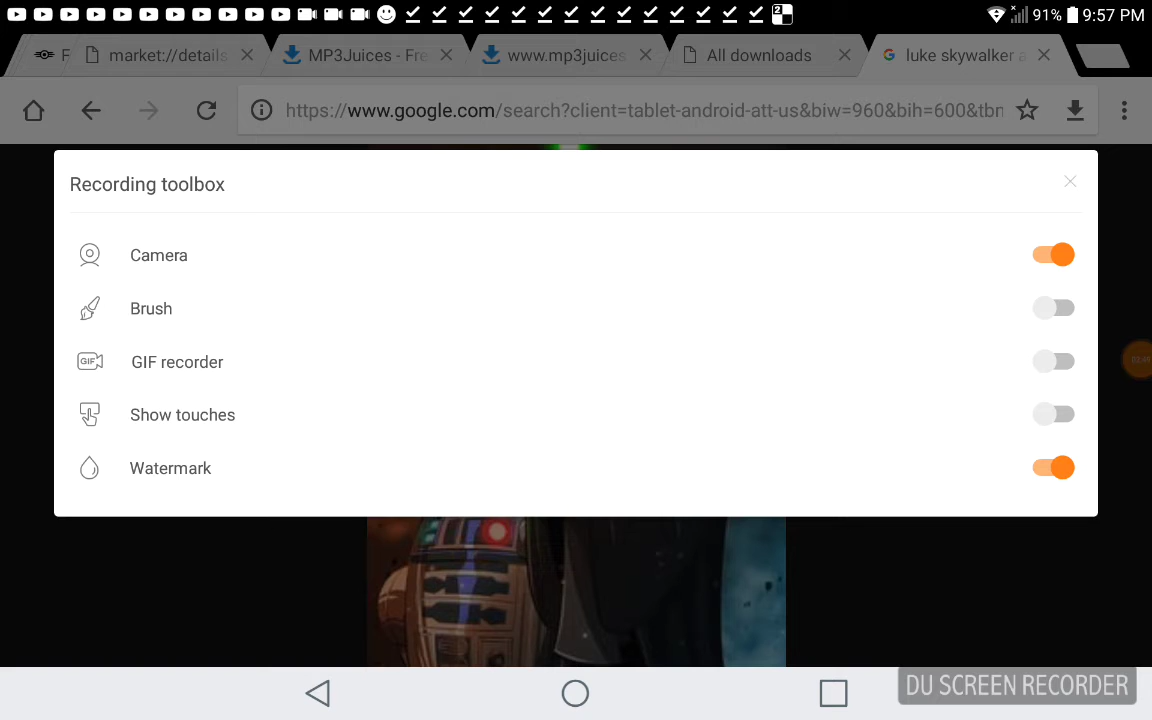 2 91% 9:57 PM
F market://details MP3Juices - Fre www.mp3juices All downloads luke skywalker a
https://www.google.com/search?client=tablet-android-att-us&biw=960&bih=600&tbn
Recording toolbox
Camera
Brush
GIF GIF recorder
Show touches
Watermark
DU SCREEN RECORDER